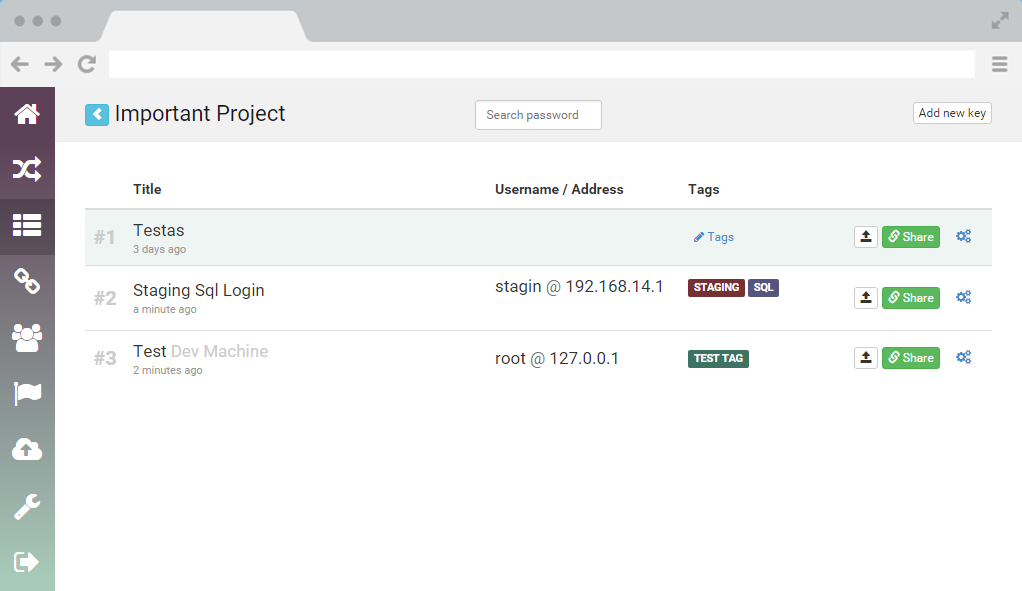 Important Project
Search password
Add new key
Title Username / Address Tags
#1 Testas Tags Share
3 days ago
#2 Staging Sql Login stagin @ 192.168.14.1 STAGING SQL Share
a minute ago
#3 Test Dev Machine root @ 127.0.0.1 TEST TAG Share
2 minutes ago